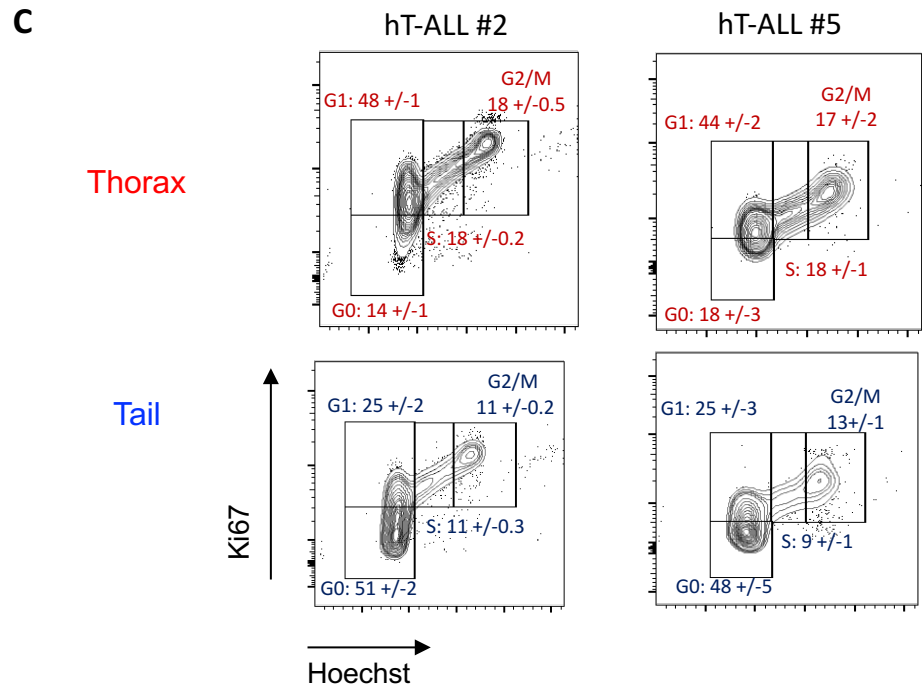 C
hT-ALL #2
hT-ALL #5
Thorax
G1: 48 +/-1
G2/M
18 +/-0.5
S: 18 +/-0.2
G0: 14 +/-1
G1: 44 +/-2
G2/M
17 +/-2
S: 18 +/-1
G0: 18 +/-3
Tail
G1: 25 +/-2
G2/M
11 +/-0.2
S: 11 +/-0.3
G0: 51 +/-2
G1: 25 +/-3
G2/M
13+/-1
S: 9 +/-1
G0: 48 +/-5
Ki67
Hoechst